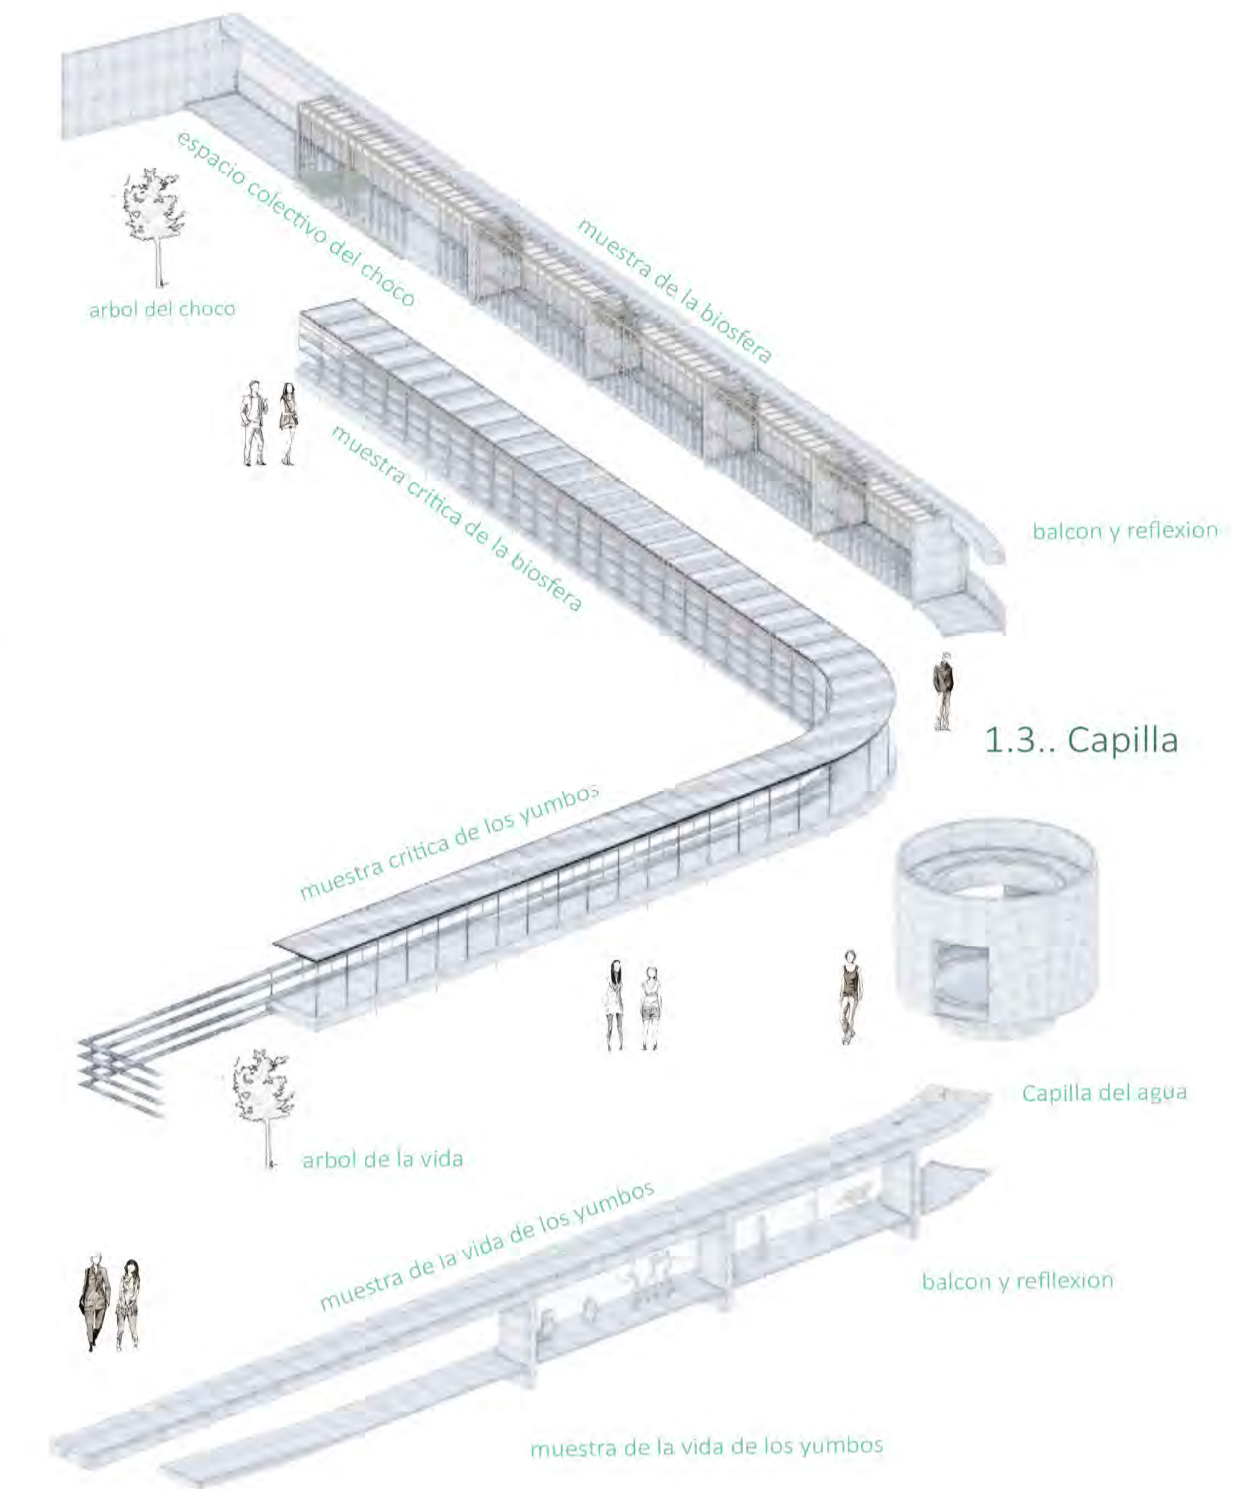 espacio colectivo del choco
muestra de la biosfera
arbol del choco
muestra critica de la biosfera
balcon y reflexion
1.3.. Capilla
muestra critica de los yumbos
Capilla del agua
arbol de la vida
muestra de la vida de los yumbos
balcon y refllexion
muestra de la vida de los yumbos